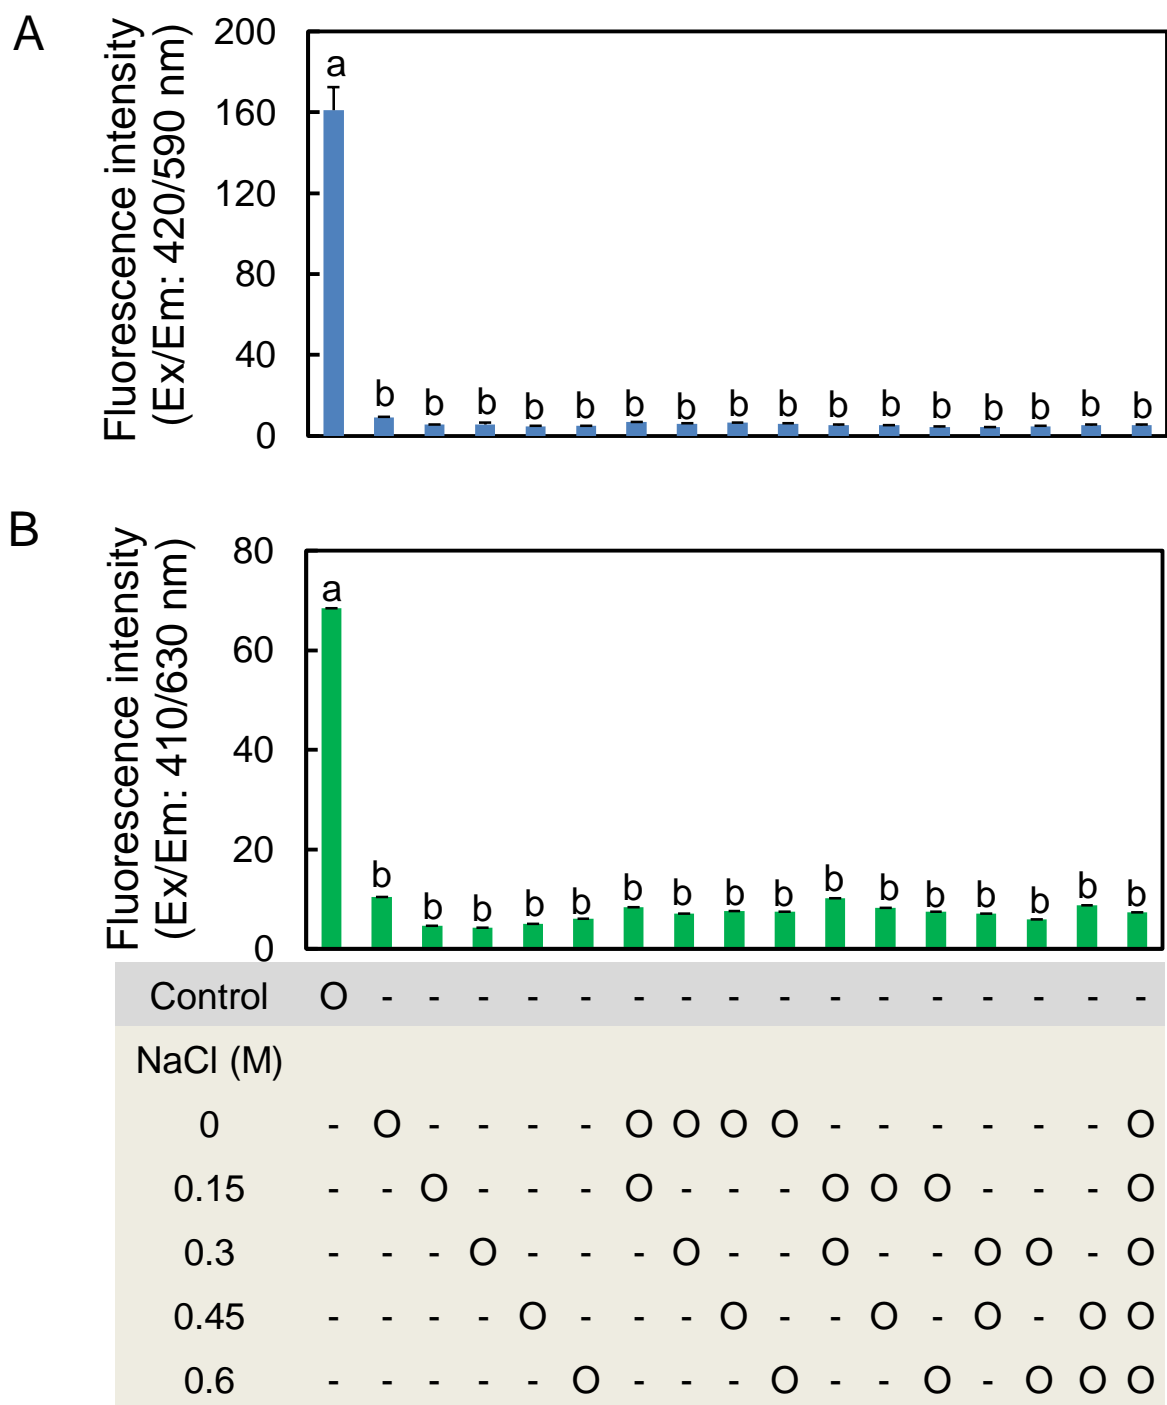 A
Fluorescence intensity
(Ex/Em: 420/590 nm)
200
160
120
80
40
0
a
b b b b b b b b b b b b b b b b
B
Fluorescence intensity
(Ex/Em: 410/630 nm)
80
60
40
20
0
a
b b b b b b b b b b b b b b b b
Control O - - - - - - - - - - - - - - - -
NaCl (M)
0 - O - - - - O O O O - - - - - - O
0.15 - - O - - - O - - - O O O - - - O
0.3 - - - O - - - O - - O - - O O - O
0.45 - - - - O - - - O - - O - O - O O
0.6 - - - - - O - - - O - - O - O O O